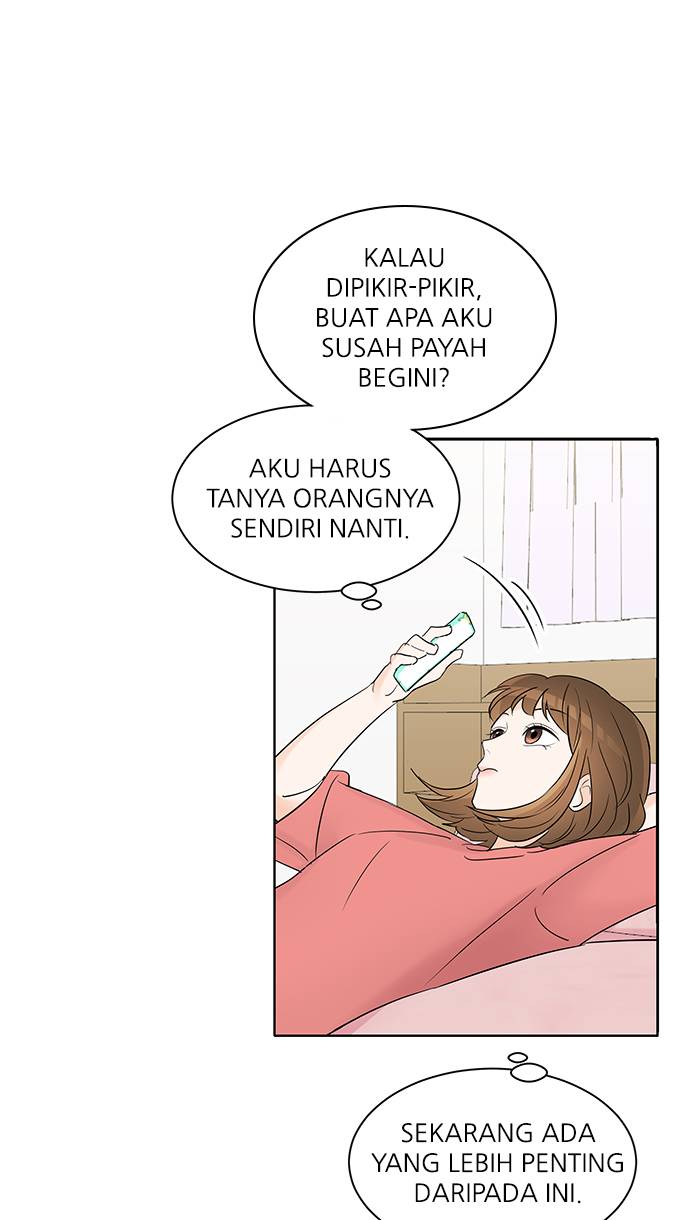 KALAU
DIPIKIR-PIKIR,
BUAT APA AKU
SUSAH PAYAH
BEGINI?
AKU HARUS
TANYA ORANGNYA
SENDIRI NANTI.
SEKARANG ADA
YANG LEBIH PENTING
DARIPADA INI.